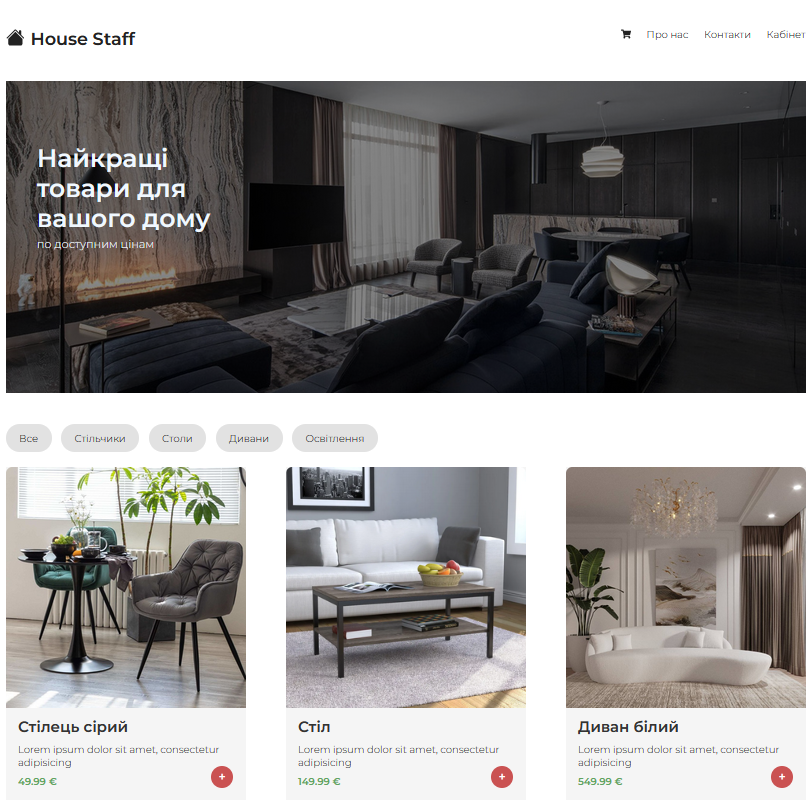 House Staff
Про нас Контакти Кабінет
Найкращі
товари для
вашого дому
по доступним цінам
Все Стільчики Столи Дивани Освітлення
Стілець сірий
Lorem ipsum dolor sit amet, consectetur
adipisicing
49.99 €
+
Стіл
Lorem ipsum dolor sit amet, consectetur
adipisicing
149.99 €
+
Диван білий
Lorem ipsum dolor sit amet, consectetur
adipisicing
549.99 €
+